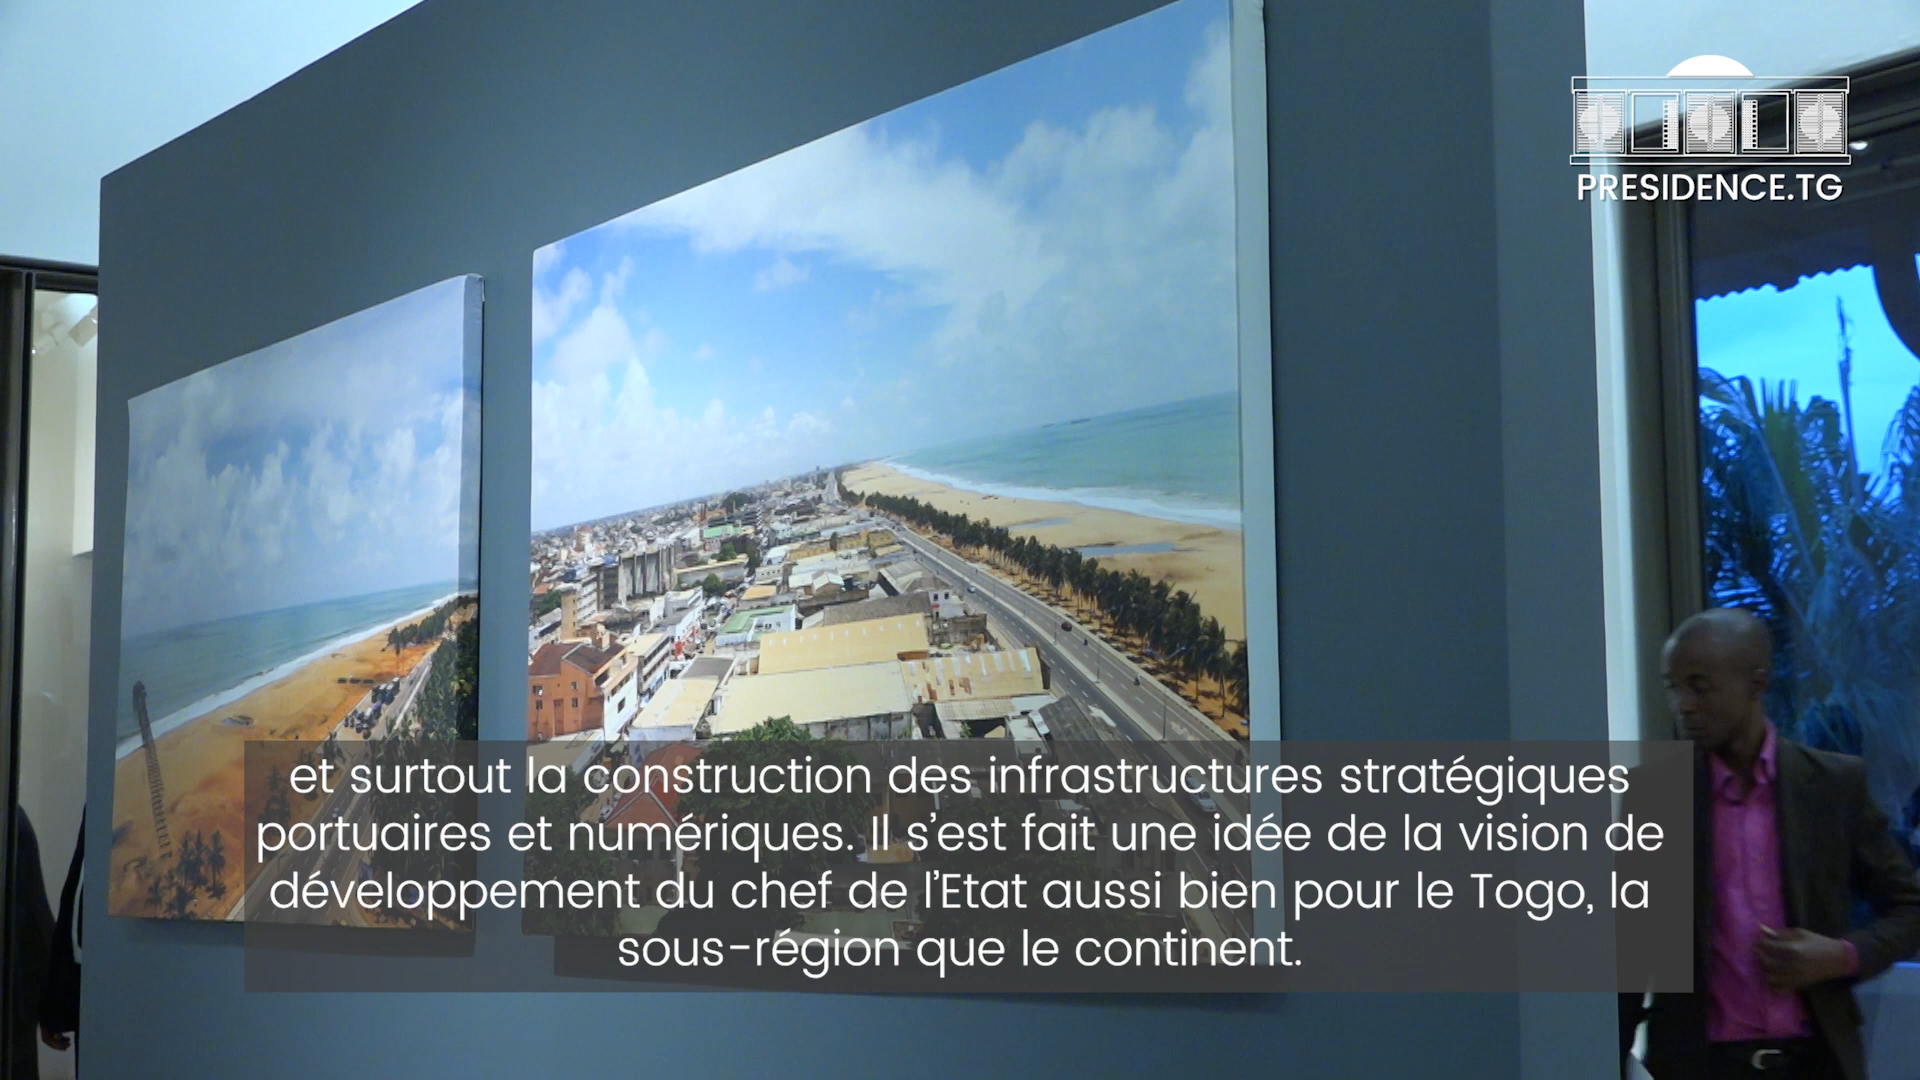 PRESIDENCE.TG
et surtout la construction des infrastructures stratégiques
portuaires et numériques. Il s’est fait une idée de la vision de
développement du chef de l’Etat aussi bien pour le Togo, la
sous-région que le continent.